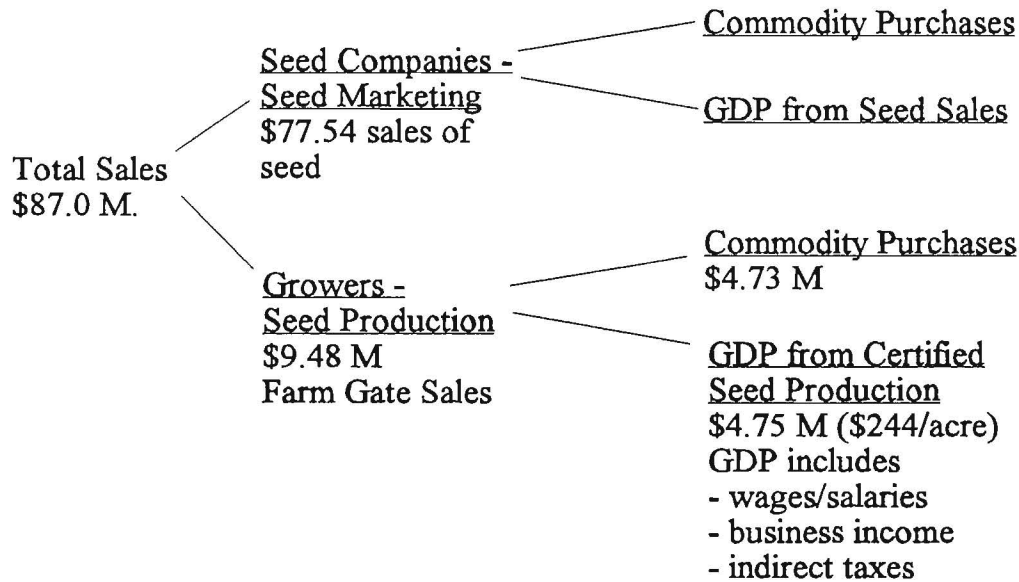 Total Sales
$87.0 M.
Seed Companies -
Seed Marketing
$77.54 sales of
seed
Commodity Purchases
GDP from Seed Sales
Growers -
Seed Production
$9.48 M
Farm Gate Sales
Commodity Purchases
$4.73 M
GDP from Certified
Seed Production
$4.75 M ($244/acre)
GDP includes
- wages/salaries
- business income
- indirect taxes